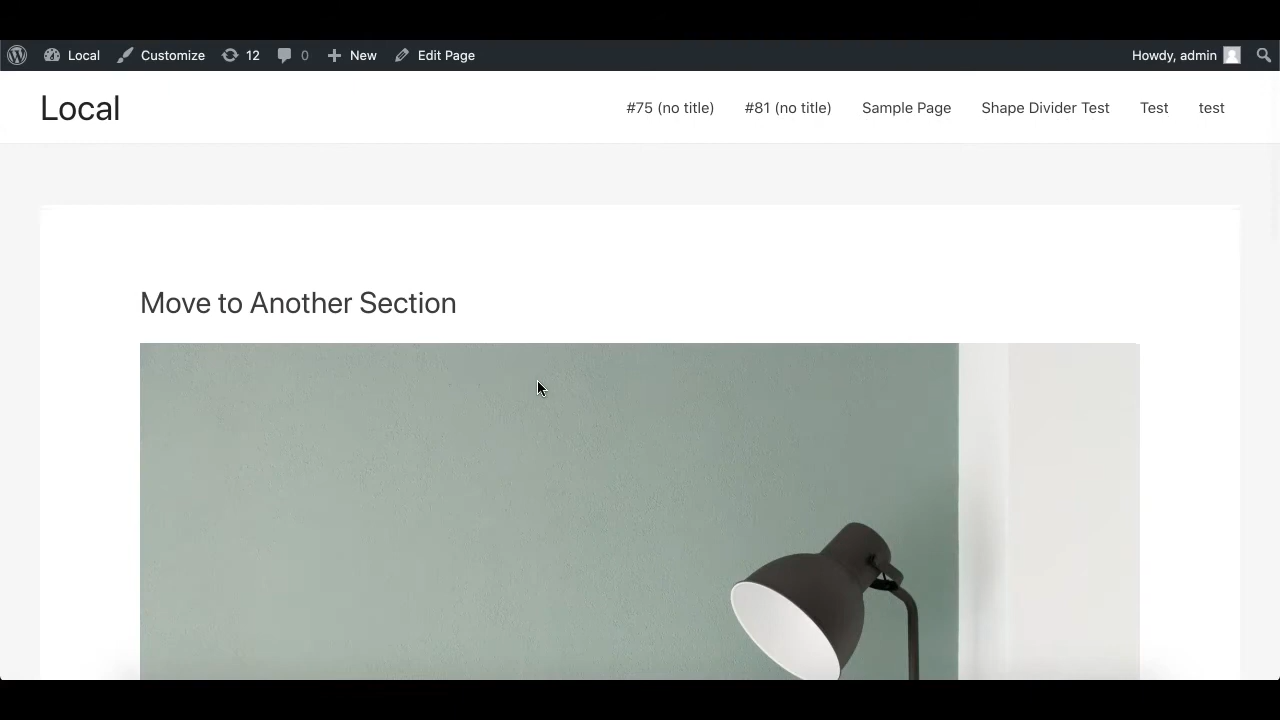 Local Customize 12 0 New Edit Page Howdy, admin
Local #75 (no title) #81 (no title) Sample Page Shape Divider Test Test test
Move to Another Section